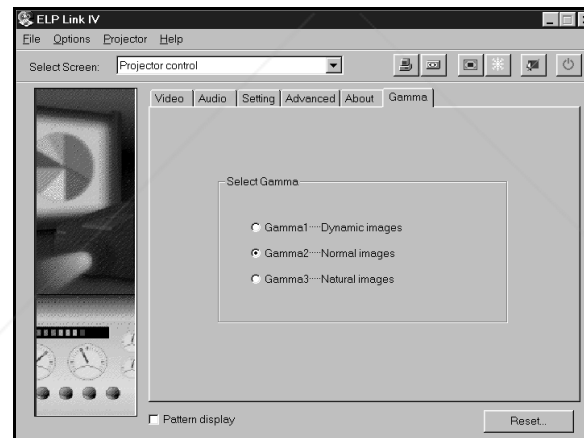 ELP Link IV
File Options Projector Help
Select Screen: Projector control
Video Audio Setting Advanced About Gamma
Select Gamma
Gamma1····Dynamic images
Gamma2····Normal images
Gamma3····Natural images
Pattern display
Reset...